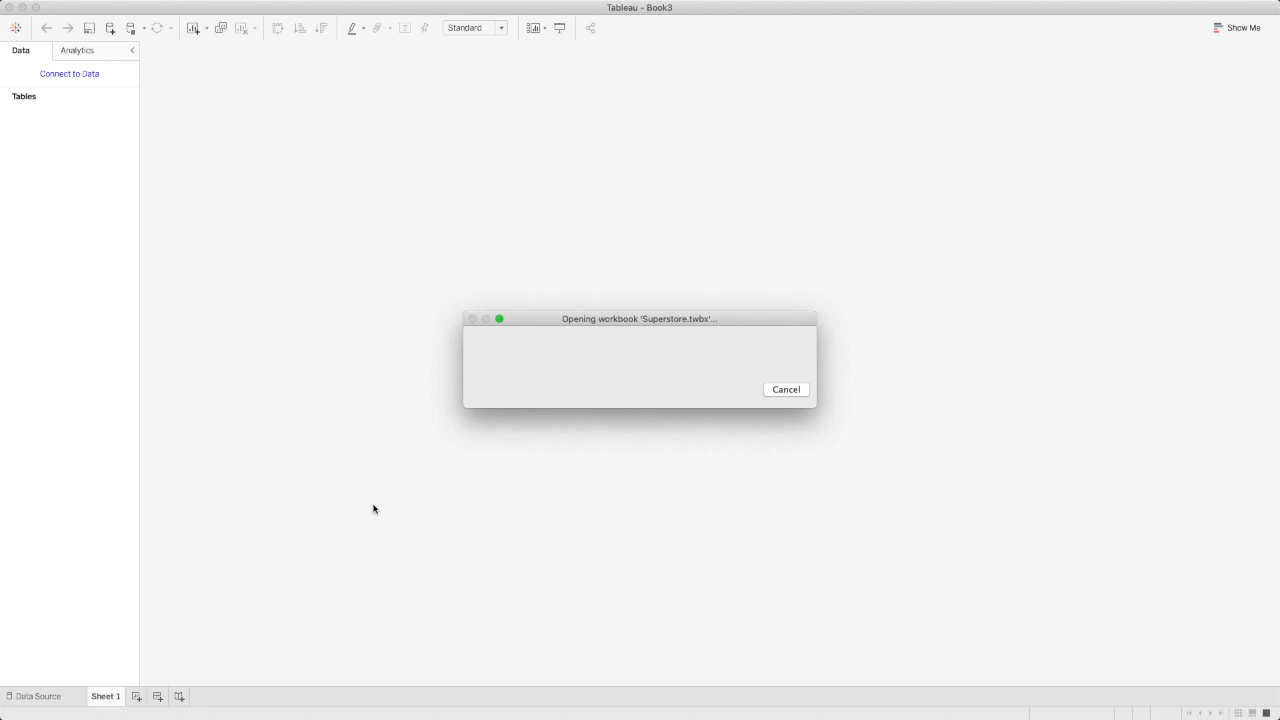 Tableau - Book3
Standard
Show Me
Data
Analytics
Connect to Data
Tables
Opening workbook 'Superstore.twbx'...
Cancel
Data Source
Sheet 1